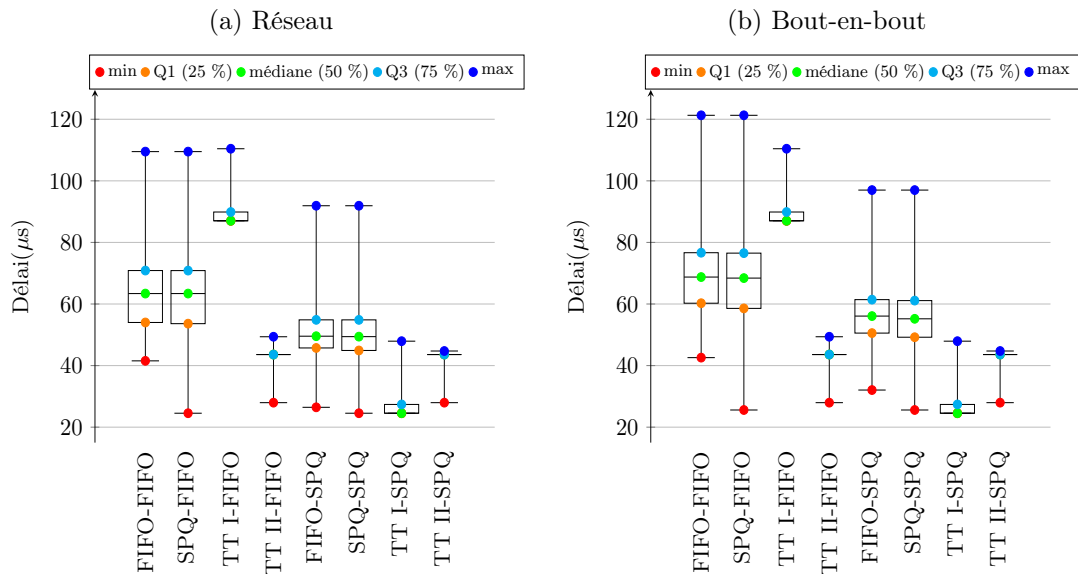 (a) Réseau
min Q1 (25 %) médiane (50 %) Q3 (75 %) max
120
100
80
60
40
20
Délai(μs)
FIFO-FIFO
SPQ-FIFO
TT I-FIFO
TT II-FIFO
FIFO-SPQ
SPQ-SPQ
TT I-SPQ
TT II-SPQ
(b) Bout-en-bout
min Q1 (25 %) médiane (50 %) Q3 (75 %) max
120
100
80
60
40
20
Délai(μs)
FIFO-FIFO
SPQ-FIFO
TT I-FIFO
TT II-FIFO
FIFO-SPQ
SPQ-SPQ
TT I-SPQ
TT II-SPQ